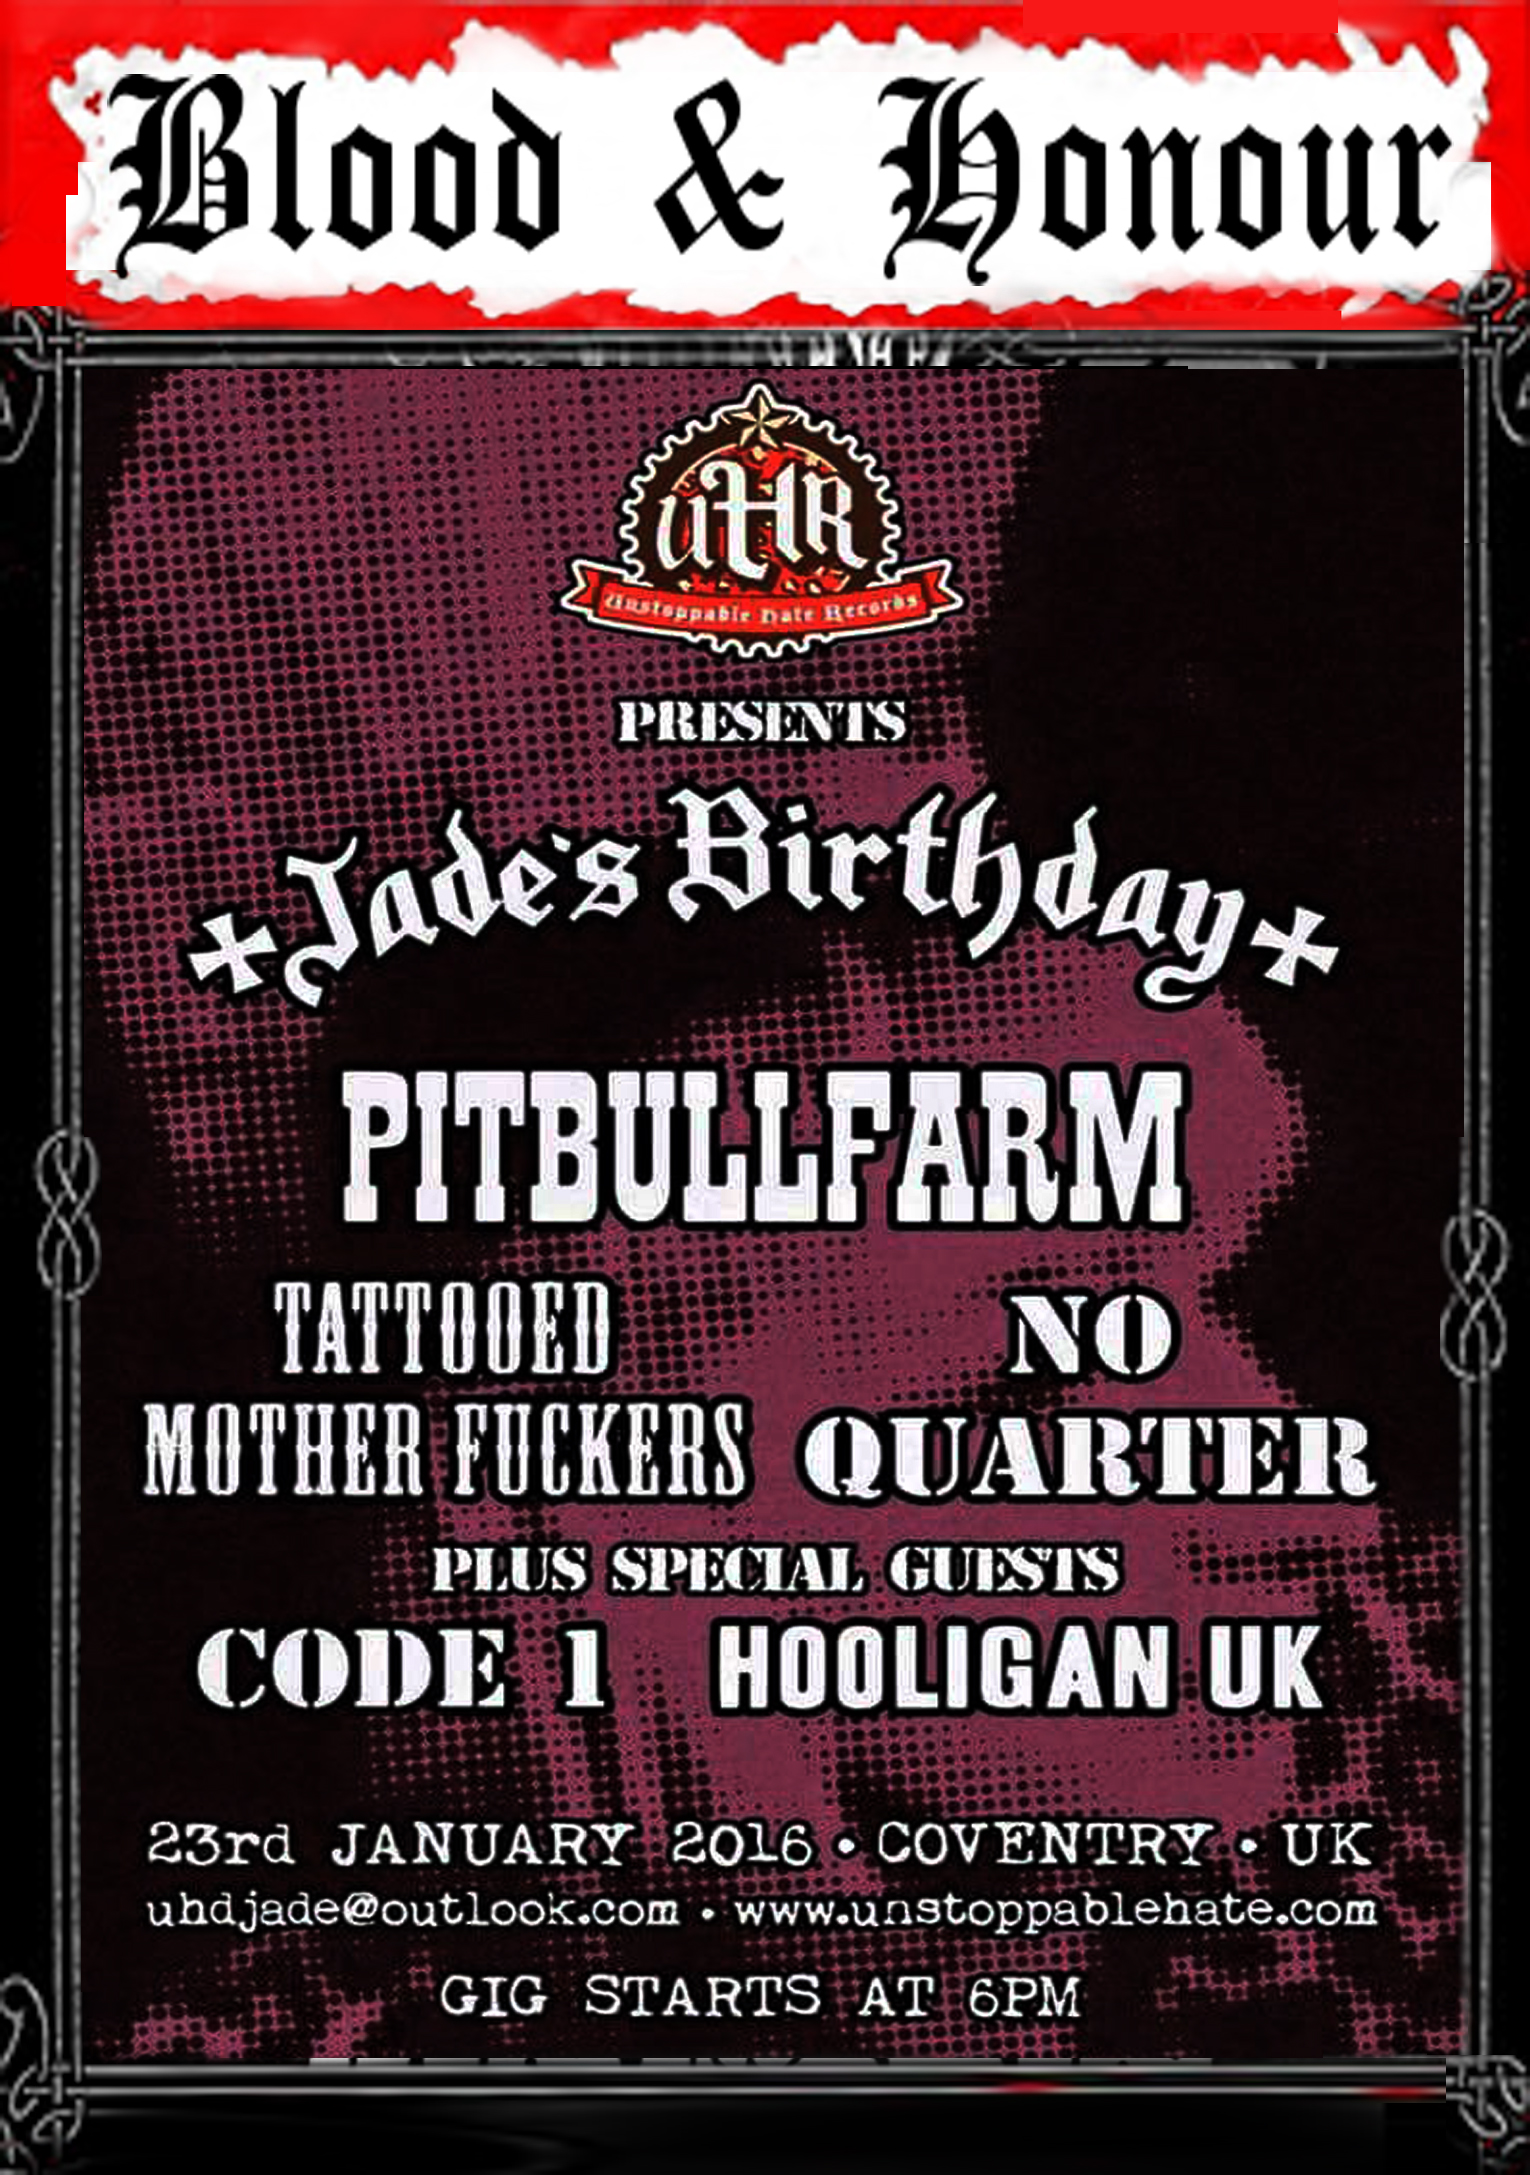 Blood & Honour
uHR
Unstoppable Hate Records
PRESENTS
Jade's Birthday
PITBULLFARM
TATTOOED
MOTHER FUCKERS
NO
QUARTER
PLUS SPECIAL GUESTS
CODE 1 HOOLIGAN UK
23rd JANUARY 2016 • COVENTRY • UK
uhdjade@outlook.com • www.unstoppablehate.com
GIG STARTS AT 6PM